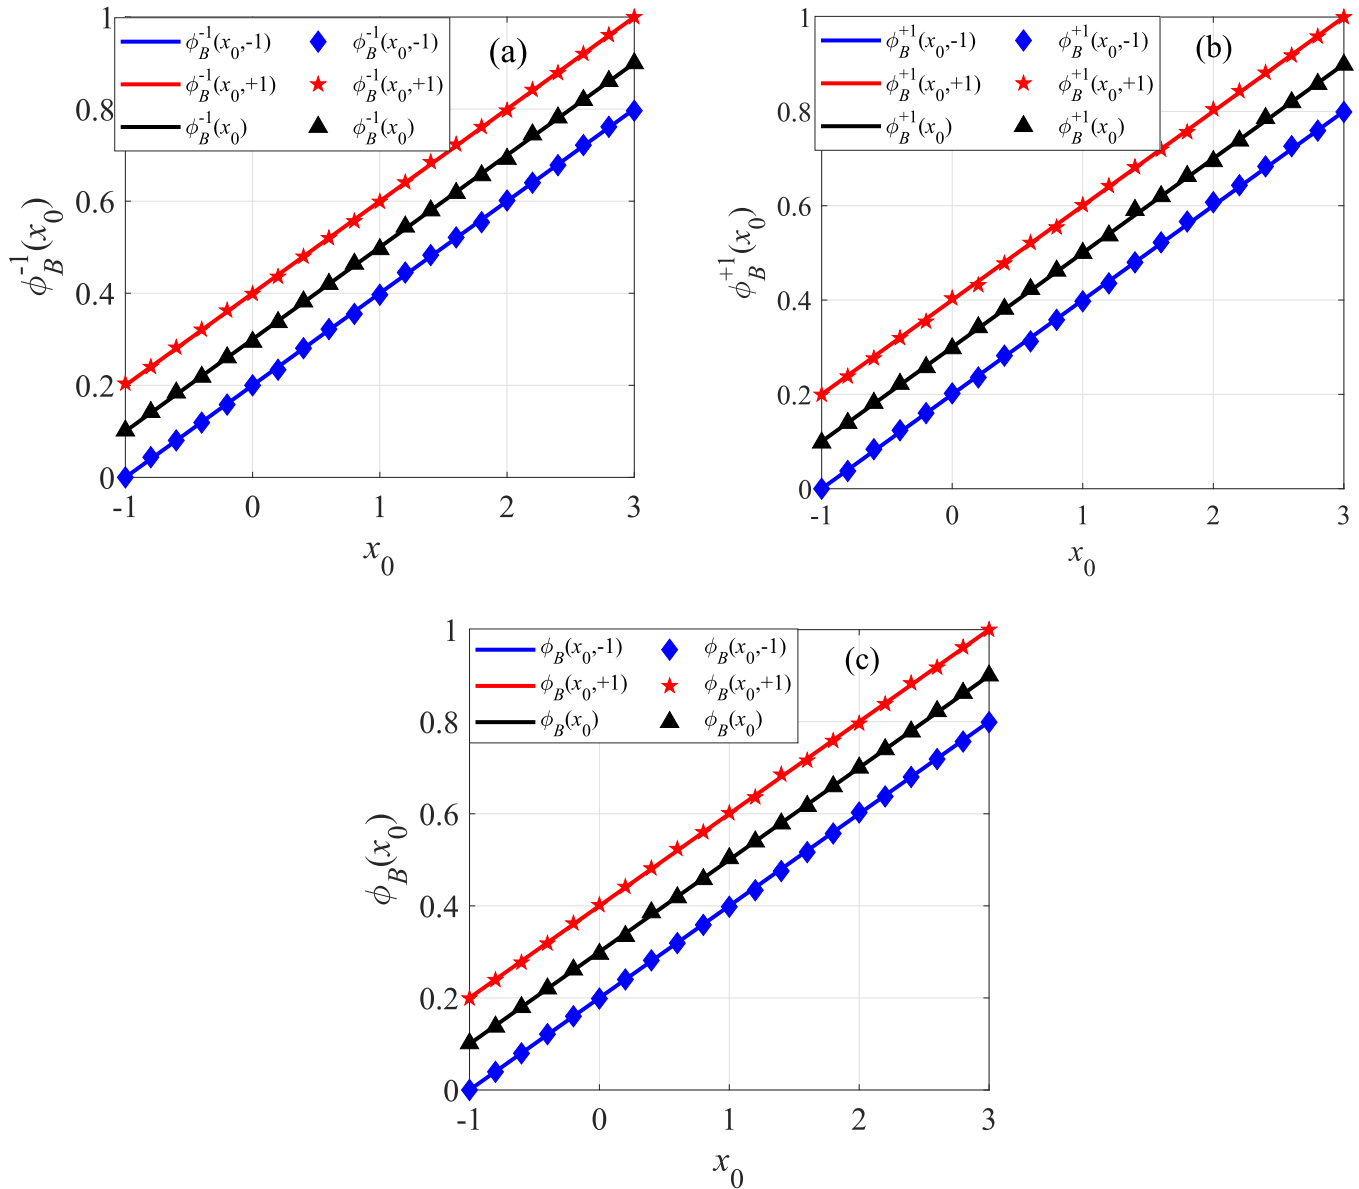 ϕ_B^{-1}(x_0,-1) ϕ_B^{-1}(x_0,-1)
ϕ_B^{-1}(x_0,+1) ϕ_B^{-1}(x_0,+1)
ϕ_B^{-1}(x_0) ϕ_B^{-1}(x_0)
(a)
ϕ_B^{-1}(x_0)
1
0.8
0.6
0.4
0.2
0
-1 0 1 2 3
x_0
ϕ_B^{+1}(x_0,-1) ϕ_B^{+1}(x_0,-1)
ϕ_B^{+1}(x_0,+1) ϕ_B^{+1}(x_0,+1)
ϕ_B^{+1}(x_0) ϕ_B^{+1}(x_0)
(b)
ϕ_B^{+1}(x_0)
1
0.8
0.6
0.4
0.2
0
-1 0 1 2 3
x_0
ϕ_B(x_0,-1) ϕ_B(x_0,-1)
ϕ_B(x_0,+1) ϕ_B(x_0,+1)
ϕ_B(x_0) ϕ_B(x_0)
(c)
ϕ_B(x_0)
1
0.8
0.6
0.4
0.2
0
-1 0 1 2 3
x_0